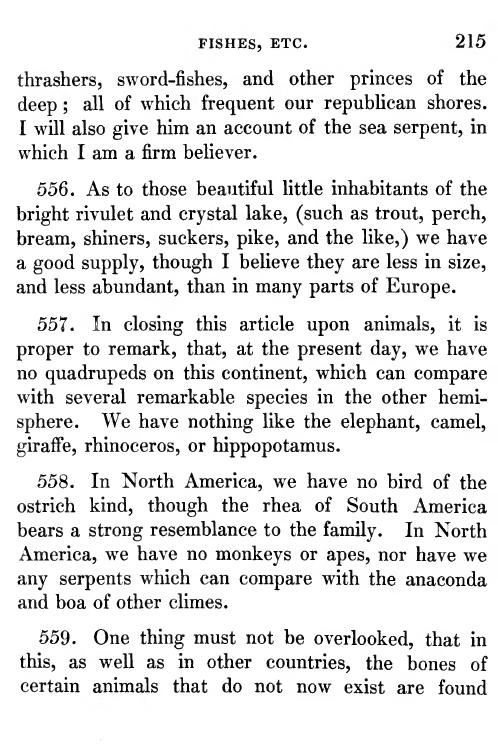 FISHES, ETC. 215
thrashers, sword-fishes, and other princes of the
deep; all of which frequent our republican shores.
I will also give him an account of the sea serpent, in
which I am a firm believer.
556. As to those beautiful little inhabitants of the
bright rivulet and crystal lake, (such as trout, perch,
bream, shiners, suckers, pike, and the like,) we have
a good supply, though I believe they are less in size,
and less abundant, than in many parts of Europe.
557. In closing this article upon animals, it is
proper to remark, that, at the present day, we have
no quadrupeds on this continent, which can compare
with several remarkable species in the other hemi-
sphere. We have nothing like the elephant, camel,
giraffe, rhinoceros, or hippopotamus.
558. In North America, we have no bird of the
ostrich kind, though the rhea of South America
bears a strong resemblance to the family. In North
America, we have no monkeys or apes, nor have we
any serpents which can compare with the anaconda
and boa of other climes.
559. One thing must not be overlooked, that in
this, as well as in other countries, the bones of
certain animals that do not now exist are found